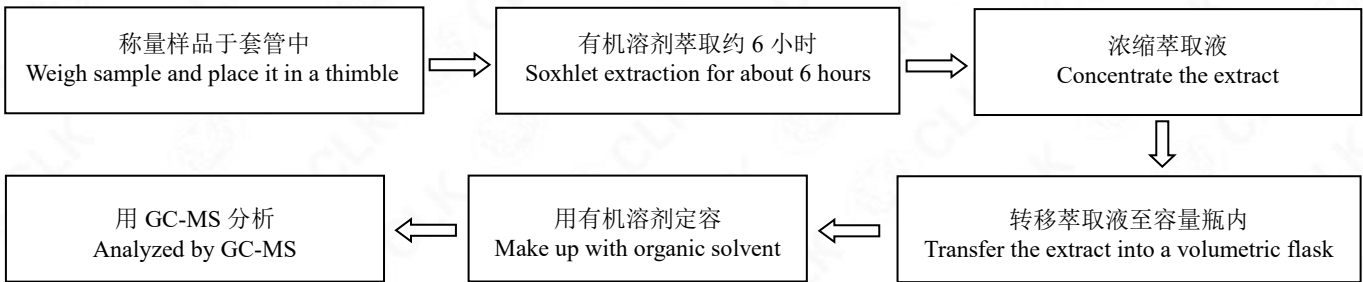 称量样品于套管中
Weigh sample and place it in a thimble
有机溶剂萃取约 6 小时
Soxhlet extraction for about 6 hours
浓缩萃取液
Concentrate the extract
转移萃取液至容量瓶内
Transfer the extract into a volumetric flask
用有机溶剂定容
Make up with organic solvent
用 GC-MS 分析
Analyzed by GC-MS